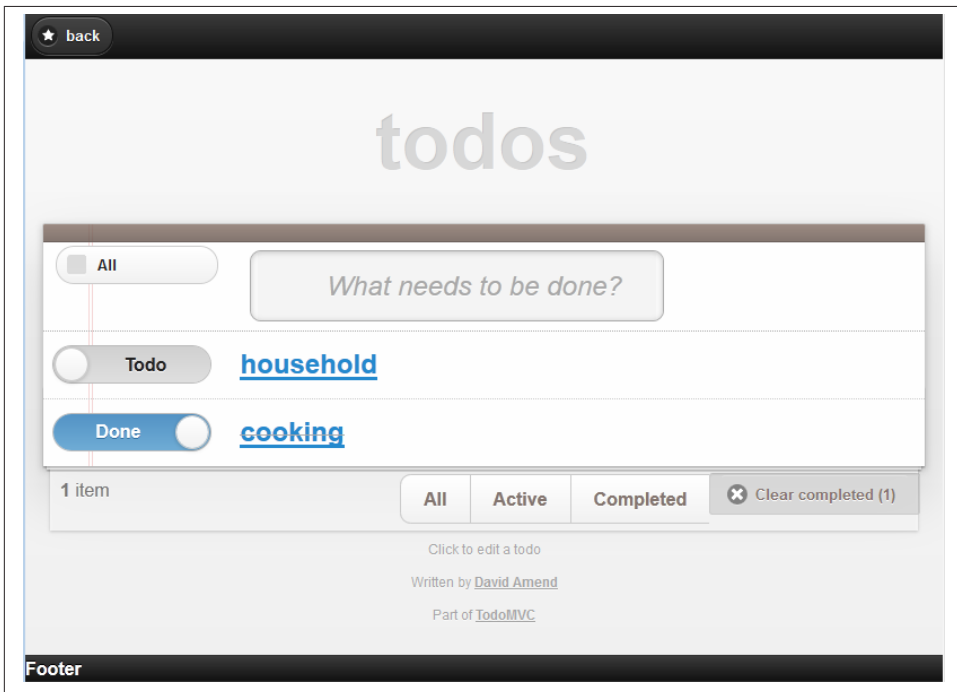 back
todos
All
What needs to be done?
Todo household
Done cooking
1 item All Active Completed Clear completed (1)
Click to edit a todo
Written by David Amend
Part of TodoMVC
Footer